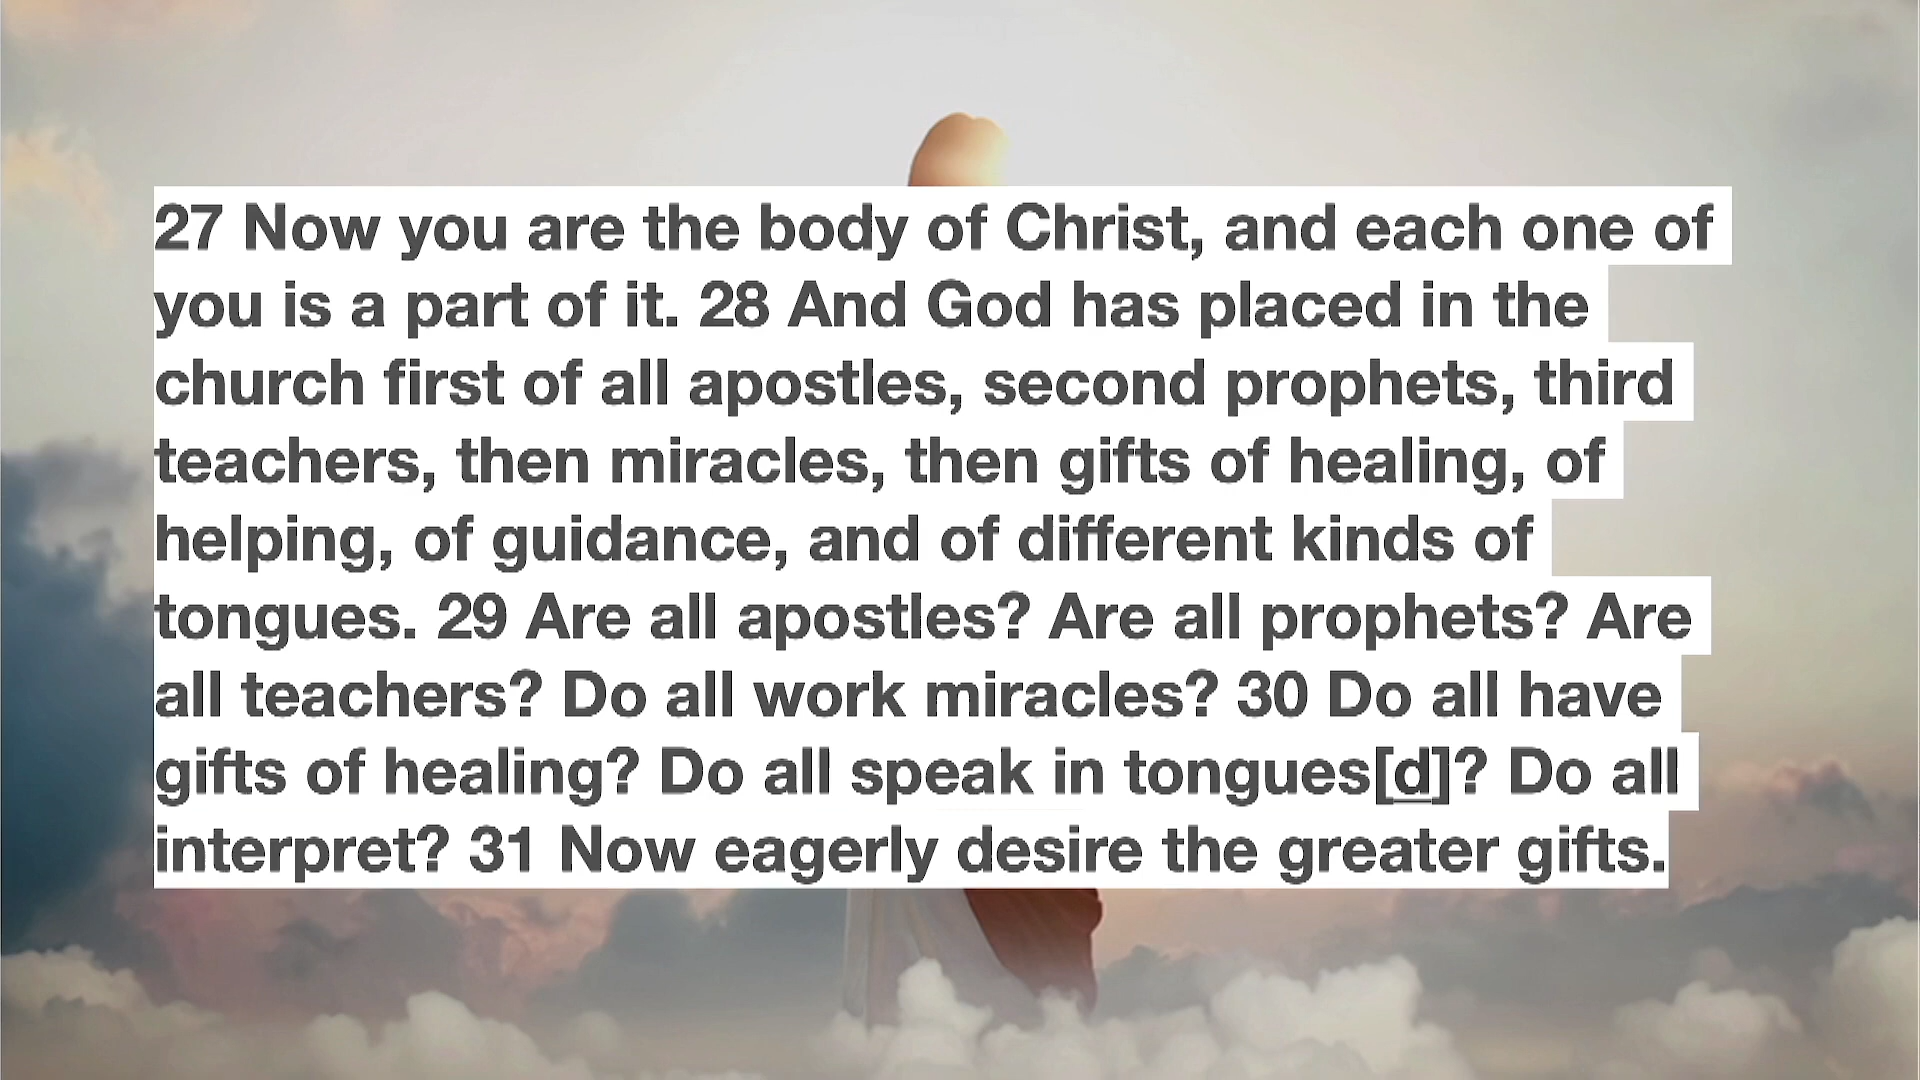 27 Now you are the body of Christ, and each one of
you is a part of it. 28 And God has placed in the
church first of all apostles, second prophets, third
teachers, then miracles, then gifts of healing, of
helping, of guidance, and of different kinds of
tongues. 29 Are all apostles? Are all prophets? Are
all teachers? Do all work miracles? 30 Do all have
gifts of healing? Do all speak in tongues[d]? Do all
interpret? 31 Now eagerly desire the greater gifts.